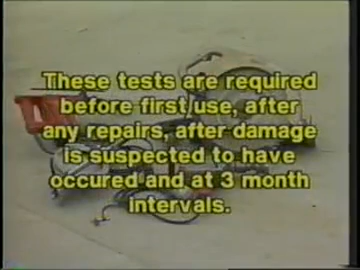 These tests are required
before first use, after
any repairs, after damage
is suspected to have
occured and at 3 month
intervals.